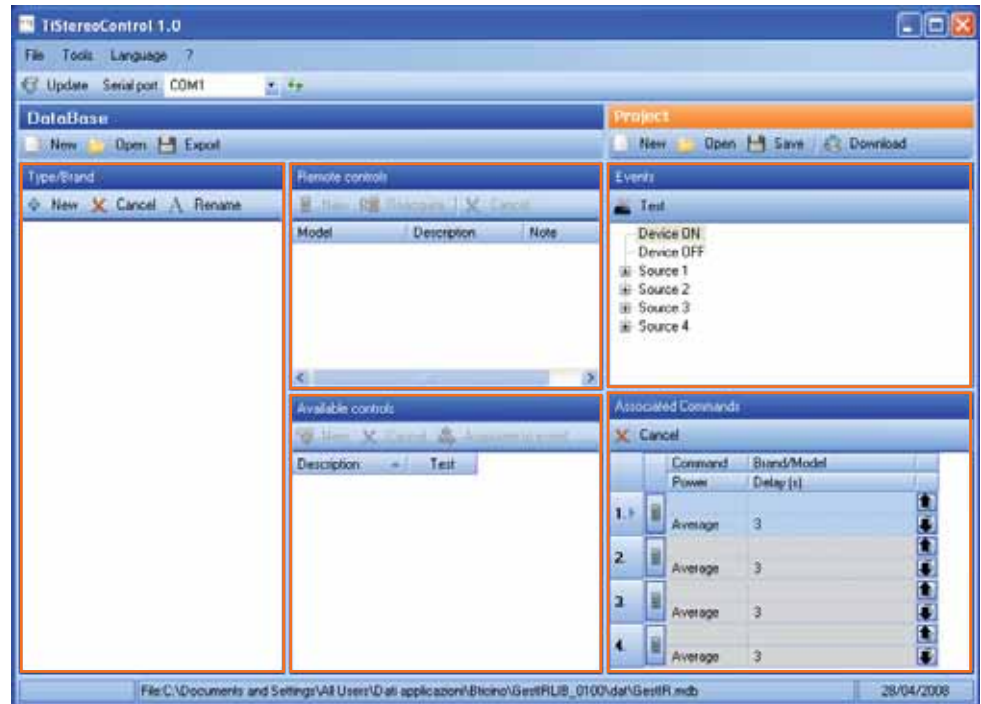 TiStereoControl 1.0
File Tools Language ?
Update Serial port COM1
DataBase
New Open Export
Project
New Open Save Download
Type/Brand
New Cancel Rename
Remote controls
New Cancel
Model Description Note
Events
Test
Device ON
Device OFF
Source 1
Source 2
Source 3
Source 4
Available controls
New Cancel
Description Test
Associated Commands
Cancel
Command Brand/Model
Power Delay (s)
1.
Average 3
2.
Average 3
3.
Average 3
4.
Average 3
File:C:\Documents and Settings\All Users\Dati applicazioni\Bticino\GestIRLIB_0100\dat\GestIR.mdb 28/04/2008